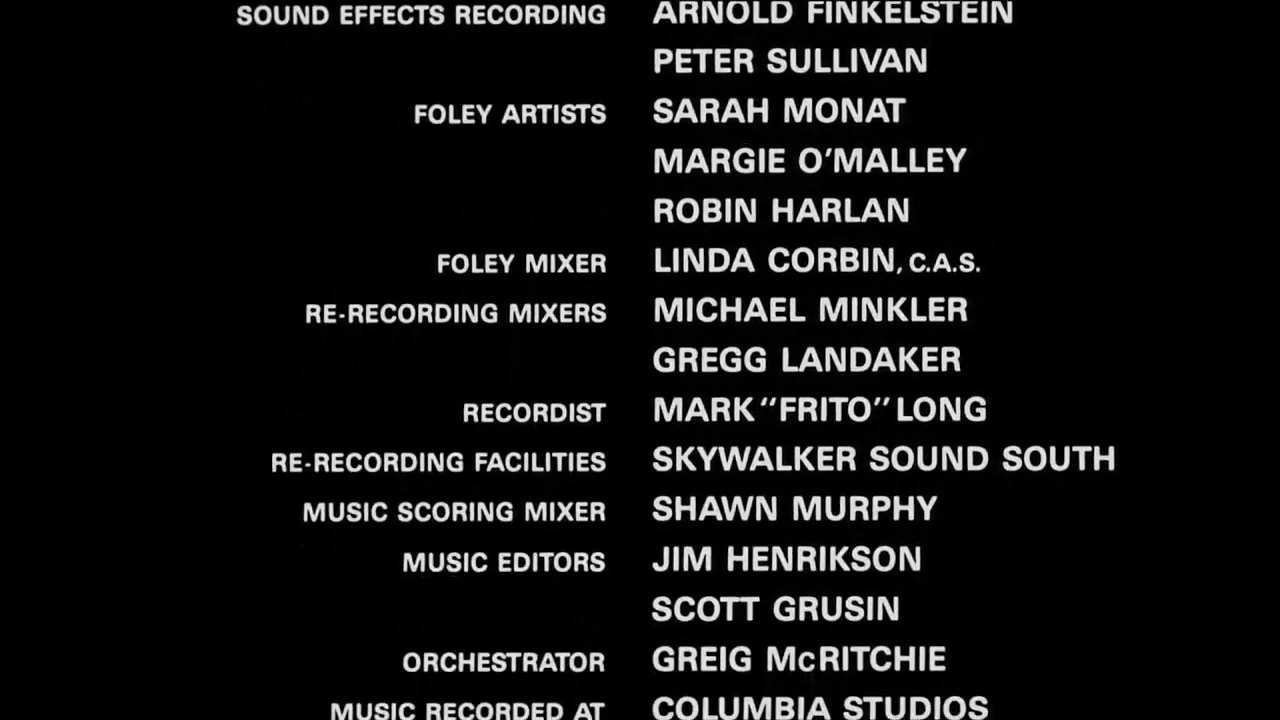 SOUND EFFECTS RECORDING ARNOLD FINKELSTEIN
PETER SULLIVAN
FOLEY ARTISTS SARAH MONAT
MARGIE O'MALLEY
ROBIN HARLAN
FOLEY MIXER LINDA CORBIN, C.A.S.
RE-RECORDING MIXERS MICHAEL MINKLER
GREGG LANDAKER
RECORDIST MARK "FRITO" LONG
RE-RECORDING FACILITIES SKYWALKER SOUND SOUTH
MUSIC SCORING MIXER SHAWN MURPHY
MUSIC EDITORS JIM HENRIKSON
SCOTT GRUSIN
ORCHESTRATOR GREIG McRITCHIE
MUSIC RECORDED AT COLUMBIA STUDIOS